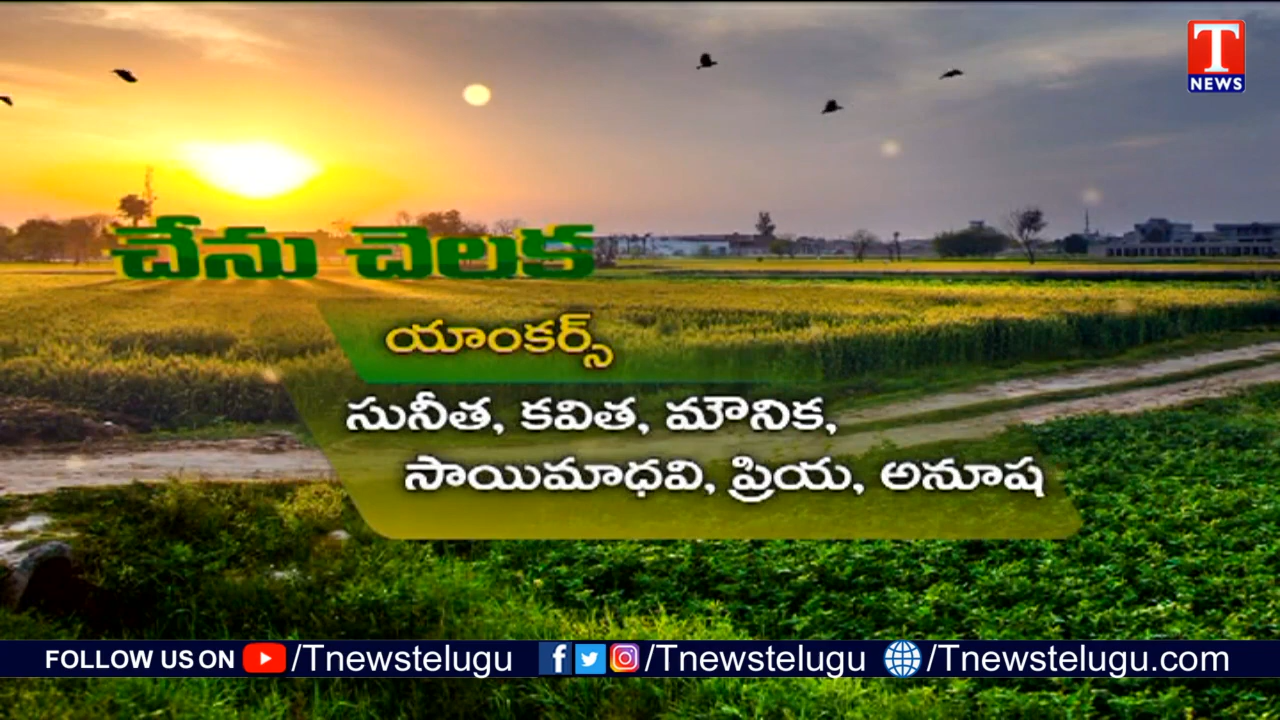 T
NEWS
చేను చెలక
యాంకర్స్
సునీత, కవిత, మౌనిక,
సాయిమాధవి, ప్రియ, అనూష
FOLLOW US ON /Tnewstelugu /Tnewstelugu /Tnewstelugu.com